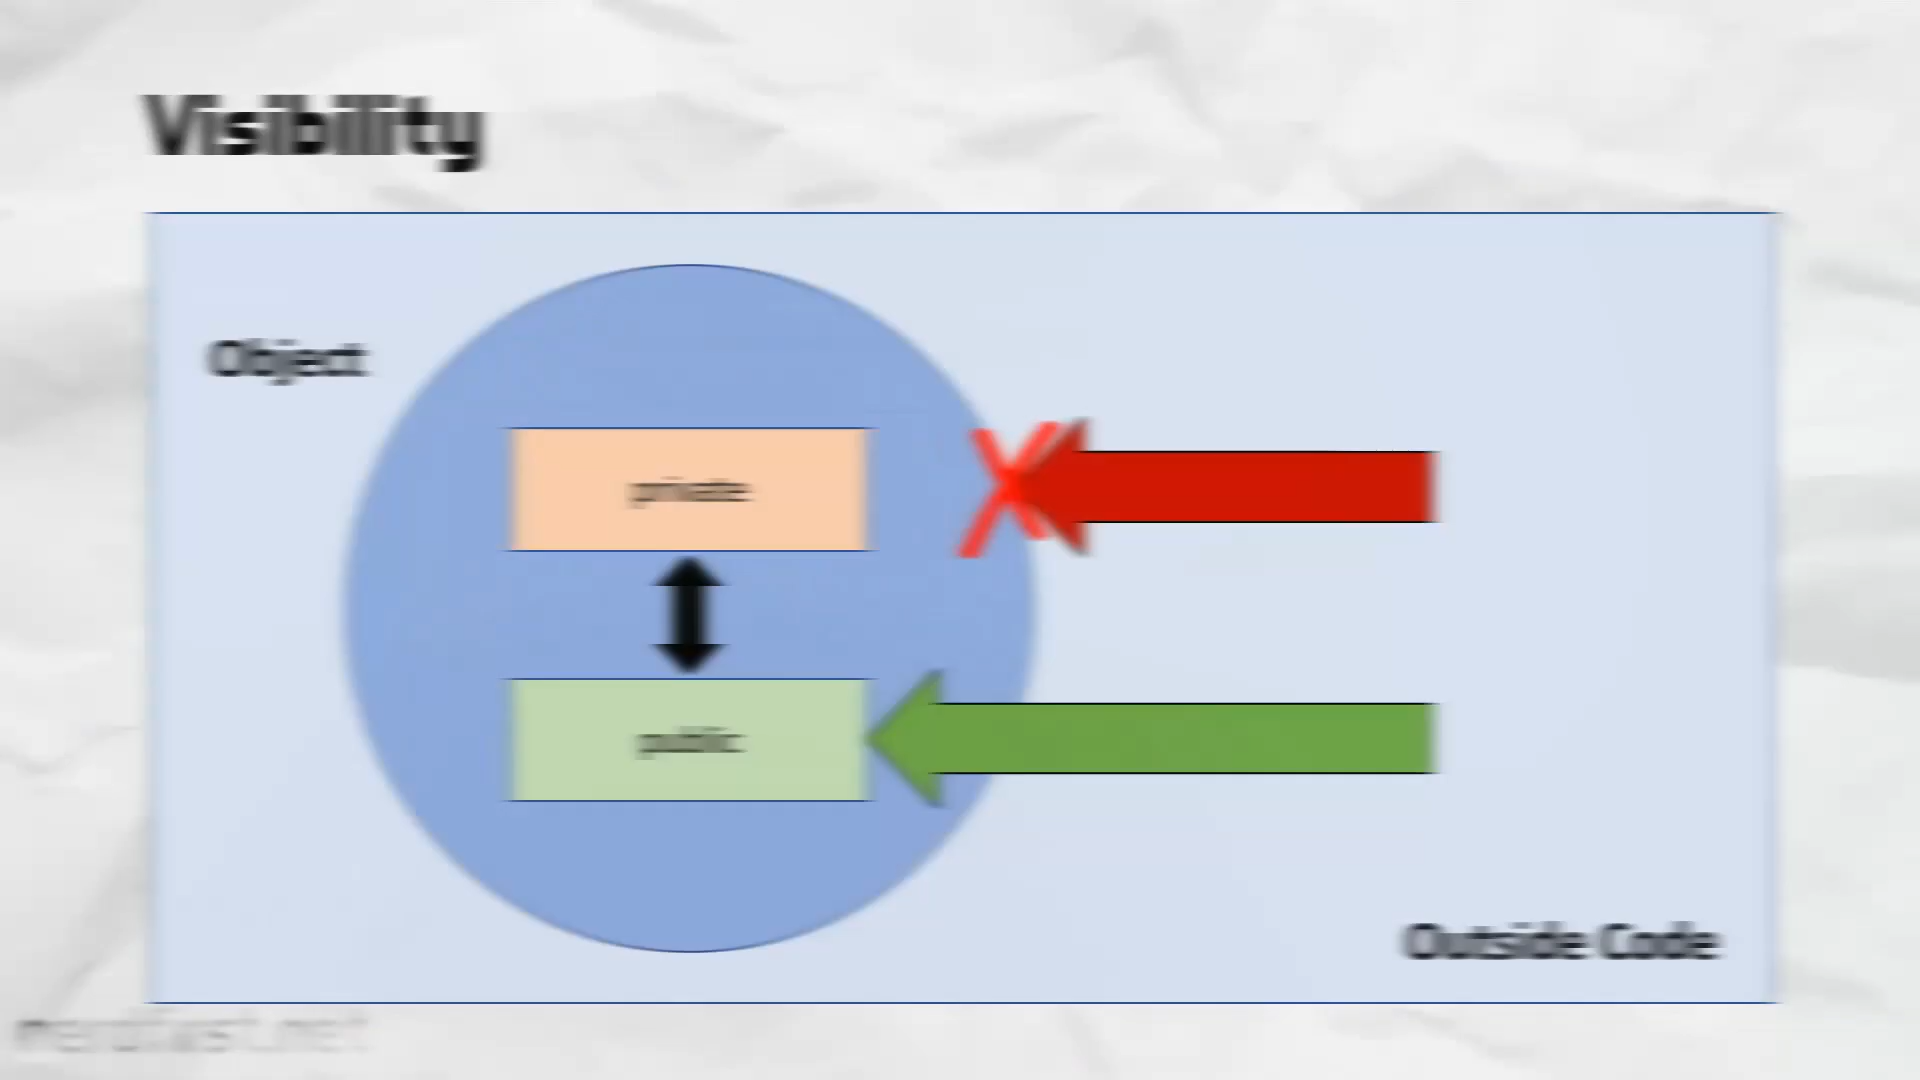 Visibility
Object
private
public
Outside Code